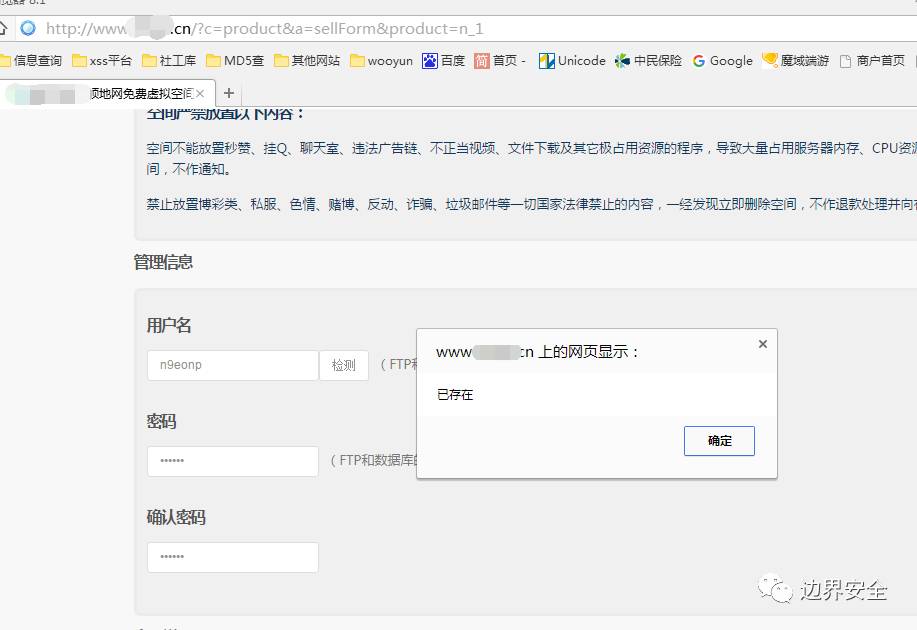 http://www .cn/?c=product&a=sellForm&product=n_1
信息查询 xss平台 社工库 MD5查 其他网站 wooyun 百度 简 首页 - Unicode 中民保险 Google 魔域端游 商户首页
顶地网免费虚拟空间 × +
空间严禁放置以下内容：
空间不能放置秒赞、挂Q、聊天室、违法广告链、不正当视频、文件下载及其它极占用资源的程序，导致大量占用服务器内存、CPU资源
间，不作通知。
禁止放置博彩类、私服、色情、赌博、反动、诈骗、垃圾邮件等一切国家法律禁止的内容，一经发现立即删除空间，不作退款处理并向有
管理信息
用户名
n9eonp 检测 （FTP和
www cn 上的网页显示：
已存在
确定
密码
•••••• （FTP和数据库的
确认密码
••••••
边界安全